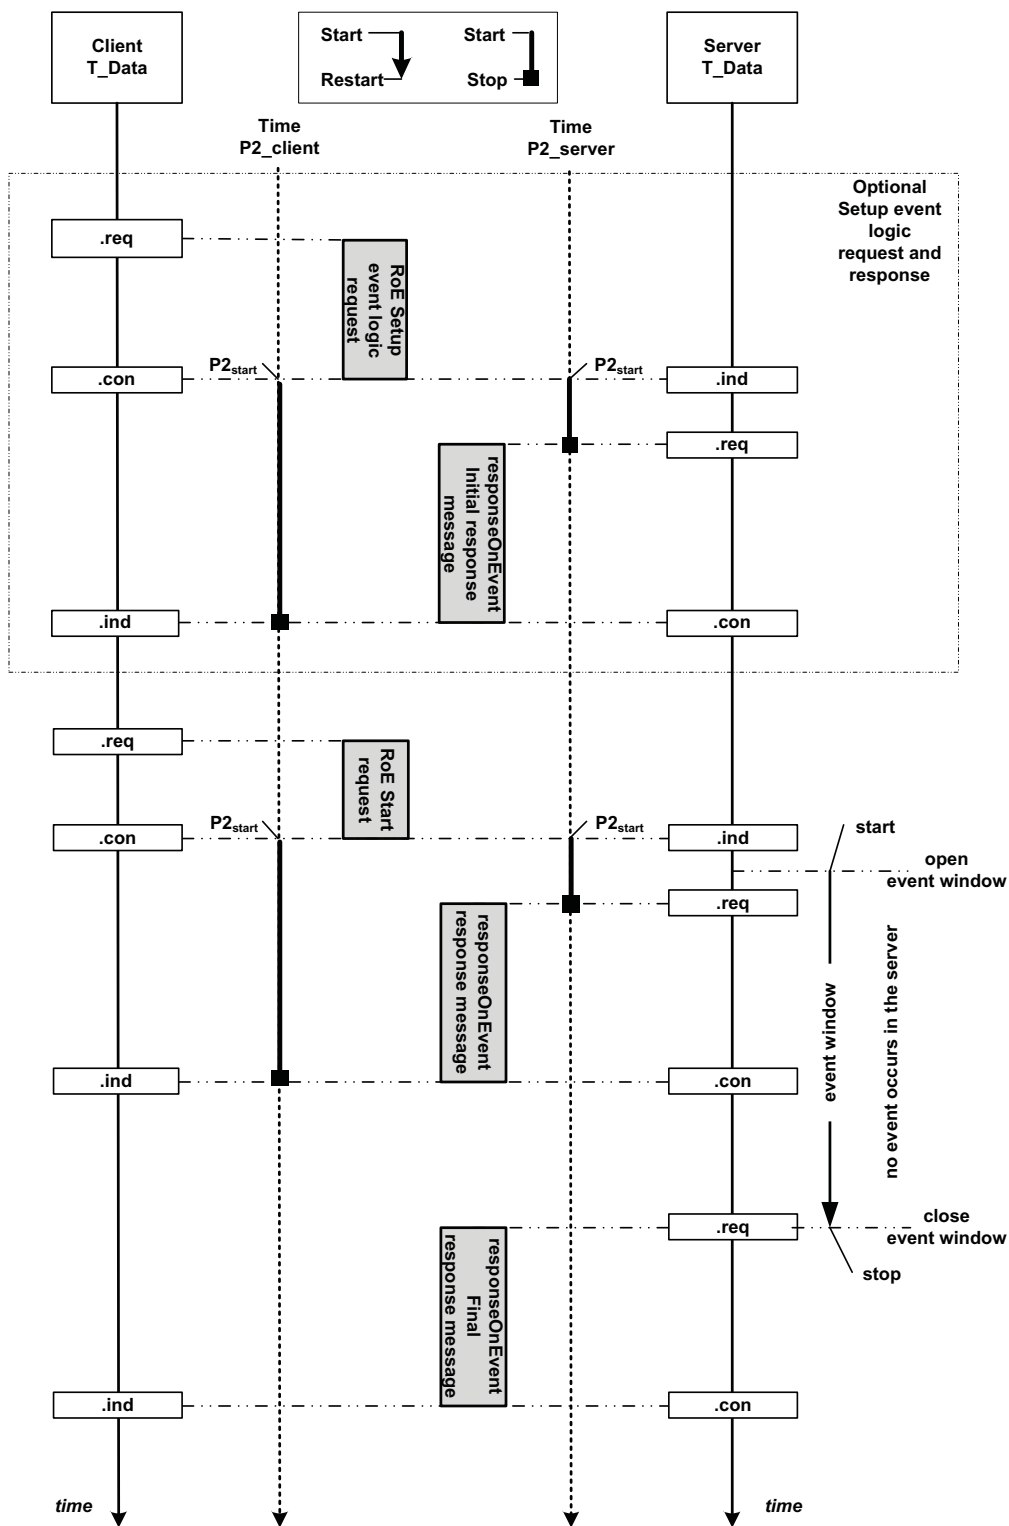 Client
T_Data
Start
Restart
Start
Stop
Server
T_Data
Time
P2_client
Time
P2_server
Optional
Setup event
logic
request and
response
.req
RoE Setup
event logic
request
.con
P2start
P2start
.ind
.req
responseOnEvent
Initial response
message
.ind
.con
.req
RoE Start
request
.con
P2start
P2start
.ind
start
open
event window
.req
responseOnEvent
response message
event window
no event occurs in the server
.ind
.con
.req
close
event window
stop
responseOnEvent
Final
response message
.ind
.con
time
time